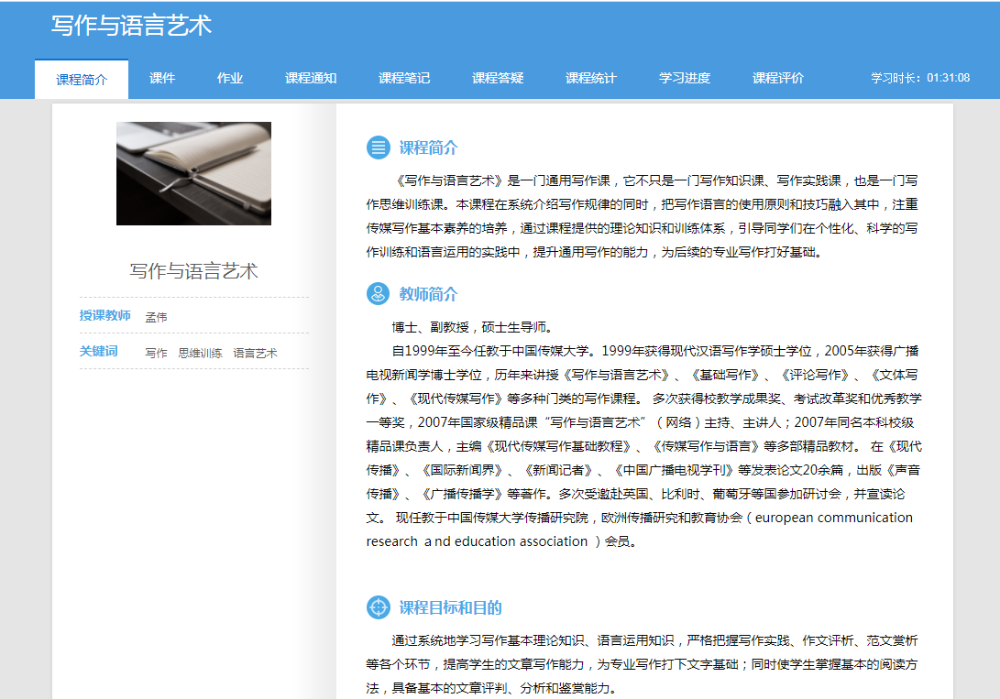 写作与语言艺术
课程简介 课件 作业 课程通知 课程笔记 课程答疑 课程统计 学习进度 课程评价 学习时长：01:31:08
写作与语言艺术
授课教师 孟伟
关键词 写作 思维训练 语言艺术
课程简介
《写作与语言艺术》是一门通用写作课，它不只是一门写作知识课、写作实践课，也是一门写
作思维训练课。本课程在系统介绍写作规律的同时，把写作语言的使用原则和技巧融入其中，注重
传媒写作基本素养的培养，通过课程提供的理论知识和训练体系，引导同学们在个性化、科学的写
作训练和语言运用的实践中，提升通用写作的能力，为后续的专业写作打好基础。
教师简介
博士、副教授，硕士生导师。
自1999年至今任教于中国传媒大学。1999年获得现代汉语写作学硕士学位，2005年获得广播
电视新闻学博士学位，历年来讲授《写作与语言艺术》、《基础写作》、《评论写作》、《文体写
作》、《现代传媒写作》等多种门类的写作课程。 多次获得校教学成果奖、考试改革奖和优秀教学
一等奖，2007年国家级精品课“写作与语言艺术”（网络）主持、主讲人；2007年同名本科校级
精品课负责人，主编《现代传媒写作基础教程》、《传媒写作与语言》等多部精品教材。 在《现代
传播》、《国际新闻界》、《新闻记者》、《中国广播电视学刊》等发表论文20余篇，出版《声音
传播》、《广播传播学》等著作。多次受邀赴英国、比利时、葡萄牙等国参加研讨会，并宣读论
文。 现任教于中国传媒大学传播研究院，欧洲传播研究和教育协会（european communication
research a nd education association ）会员。
课程目标和目的
通过系统地学习写作基本理论知识、语言运用知识，严格把握写作实践、作文评析、范文赏析
等各个环节，提高学生的文章写作能力，为专业写作打下文字基础；同时使学生掌握基本的阅读方
法，具备基本的文章评判、分析和鉴赏能力。